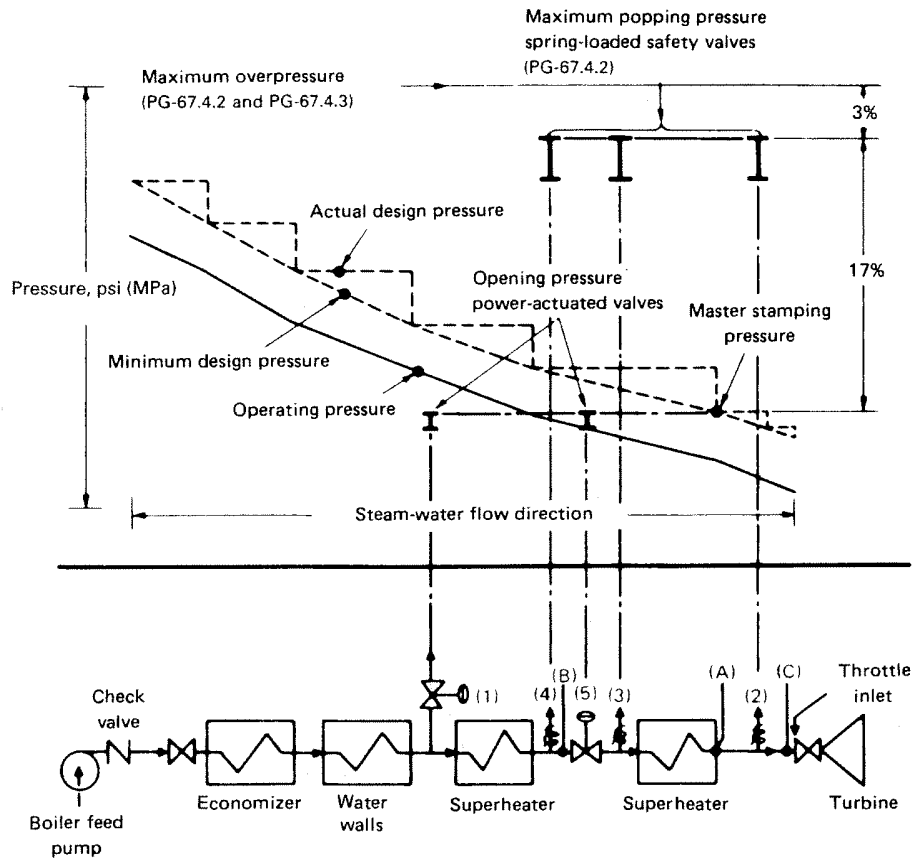 Maximum popping pressure
spring-loaded safety valves
(PG-67.4.2)
Maximum overpressure
(PG-67.4.2 and PG-67.4.3)
3%
Actual design pressure
Opening pressure
power-actuated valves
17%
Pressure, psi (MPa)
Master stamping
pressure
Minimum design pressure
Operating pressure
Steam-water flow direction
(1)
(4)
(B)
(5)
(3)
(A)
(2)
(C)
Throttle
inlet
Check
valve
Economizer
Water
walls
Superheater
Superheater
Turbine
Boiler feed
pump